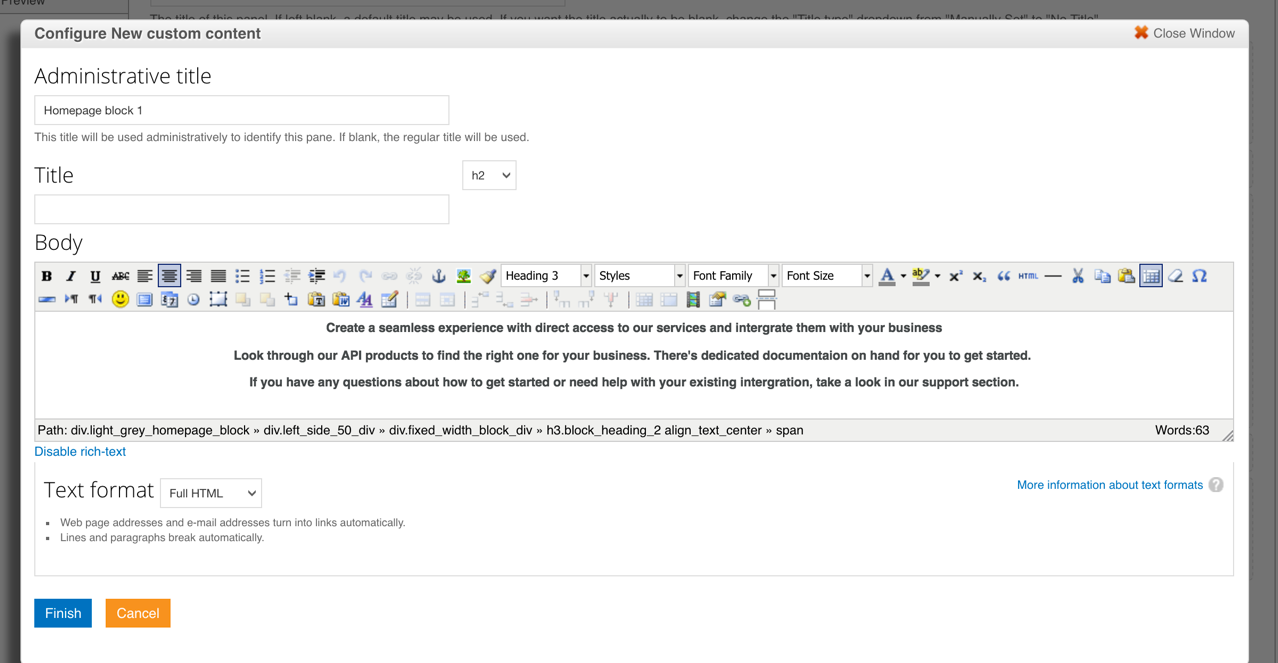 Preview
The title of this panel. If left blank, a default title may be used. If you want the title actually to be blank, change the "Title type" dropdown from "Manually Set" to "No Title".
Configure New custom content
Close Window
Administrative title
Homepage block 1
This title will be used administratively to identify this pane. If blank, the regular title will be used.
Title
h2
Body
B I U ABC Heading 3 Styles Font Family Font Size A ab x² x₂ HTML Ω
Create a seamless experience with direct access to our services and intergrate them with your business
Look through our API products to find the right one for your business. There's dedicated documentaion on hand for you to get started.
If you have any questions about how to get started or need help with your existing intergration, take a look in our support section.
Path: div.light_grey_homepage_block » div.left_side_50_div » div.fixed_width_block_div » h3.block_heading_2 align_text_center » span
Words:63
Disable rich-text
Text format
Full HTML
More information about text formats ?
Web page addresses and e-mail addresses turn into links automatically.
Lines and paragraphs break automatically.
Finish
Cancel